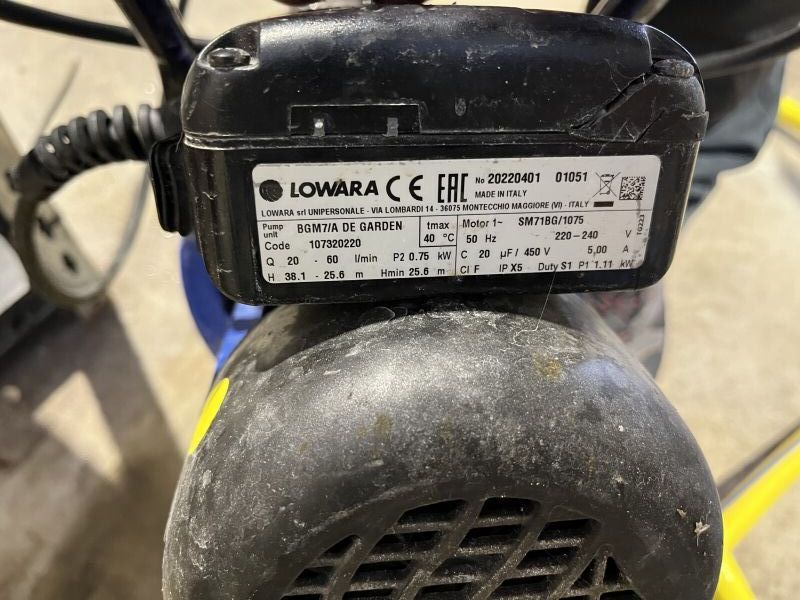 LOWARA CE EAC No 20220401 01051
MADE IN ITALY
LOWARA srl UNIPERSONALE - VIA LOMBARDI 14 - 36075 MONTECCHIO MAGGIORE (VI) - ITALY
Pump unit BGM7/A DE GARDEN tmax 40 °C Motor 1~ SM71BG/1075
Code 107320220 50 Hz 220-240 V
Q 20 - 60 l/min P2 0.75 kW C 20 µF / 450 V 5,00 A
H 38.1 - 25.6 m Hmin 25.6 m Cl F IP X5 Duty S1 P1 1.11 kW
TG223